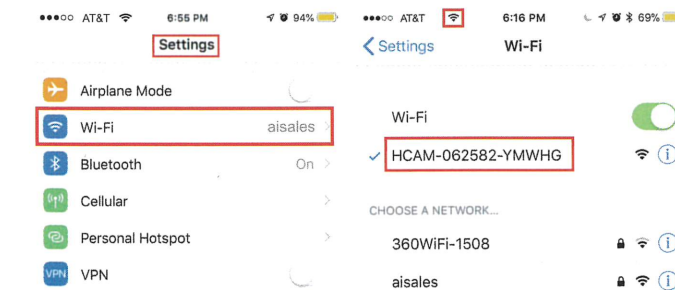 AT&T 6:55 PM 94%
Settings
Airplane Mode
Wi-Fi aisales
Bluetooth On
Cellular
Personal Hotspot
VPN VPN
AT&T 6:16 PM 69%
Settings Wi-Fi
Wi-Fi
HCAM-062582-YMWHG
CHOOSE A NETWORK...
360WiFi-1508
aisales